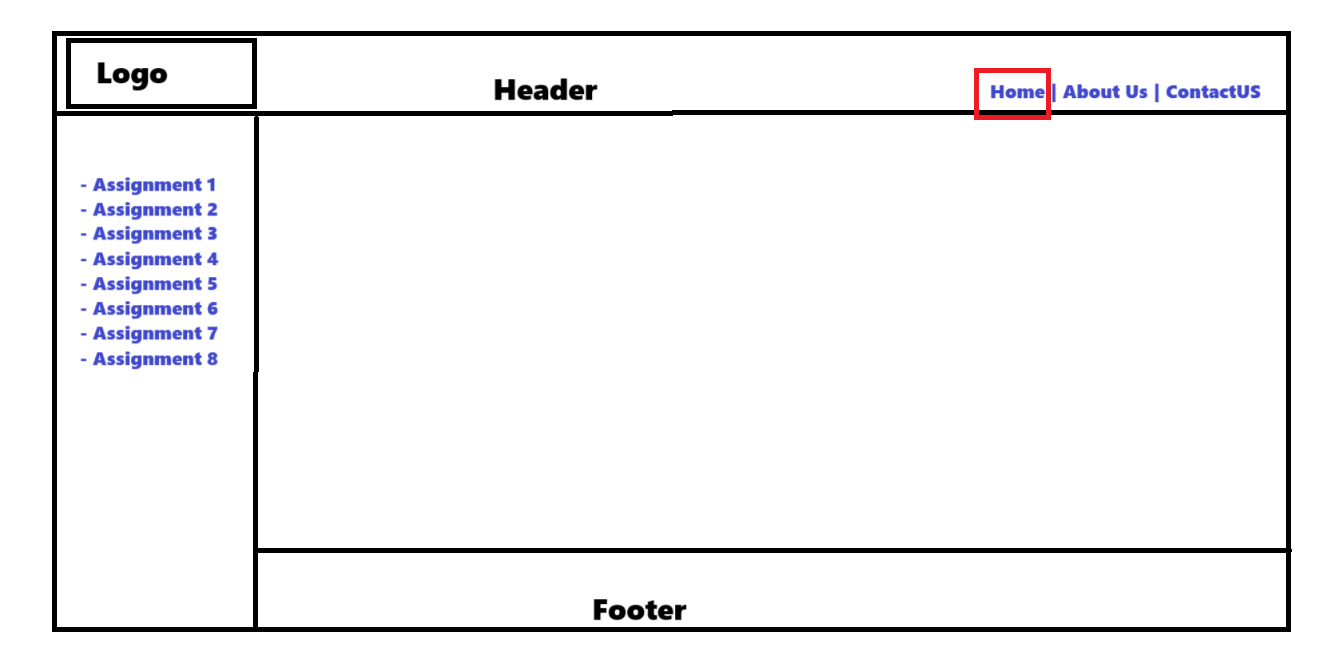 Logo
Header
Home | About Us | ContactUS
- Assignment 1
- Assignment 2
- Assignment 3
- Assignment 4
- Assignment 5
- Assignment 6
- Assignment 7
- Assignment 8
Footer